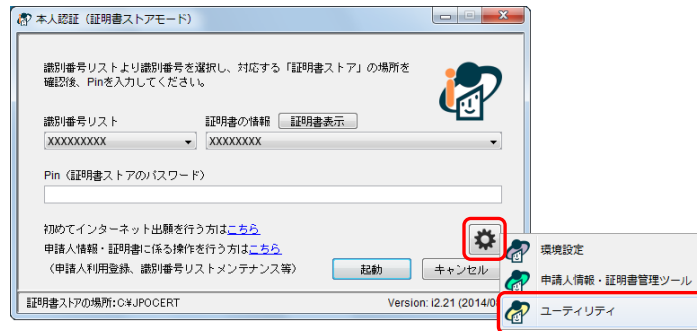 本人認証（証明書ストアモード）
識別番号リストより識別番号を選択し、対応する「証明書ストア」の場所を
確認後、Pinを入力してください。
識別番号リスト 証明書の情報 証明書表示
XXXXXXXXX XXXXXXXX
Pin（証明書ストアのパスワード）
初めてインターネット出願を行う方はこちら
申請人情報・証明書に係る操作を行う方はこちら
（申請人利用登録、識別番号リストメンテナンス等） 起動 キャンセル
環境設定
申請人情報・証明書管理ツール
ユーティリティ
証明書ストアの場所:C:¥JPOCERT Version: i2.21 (2014/0